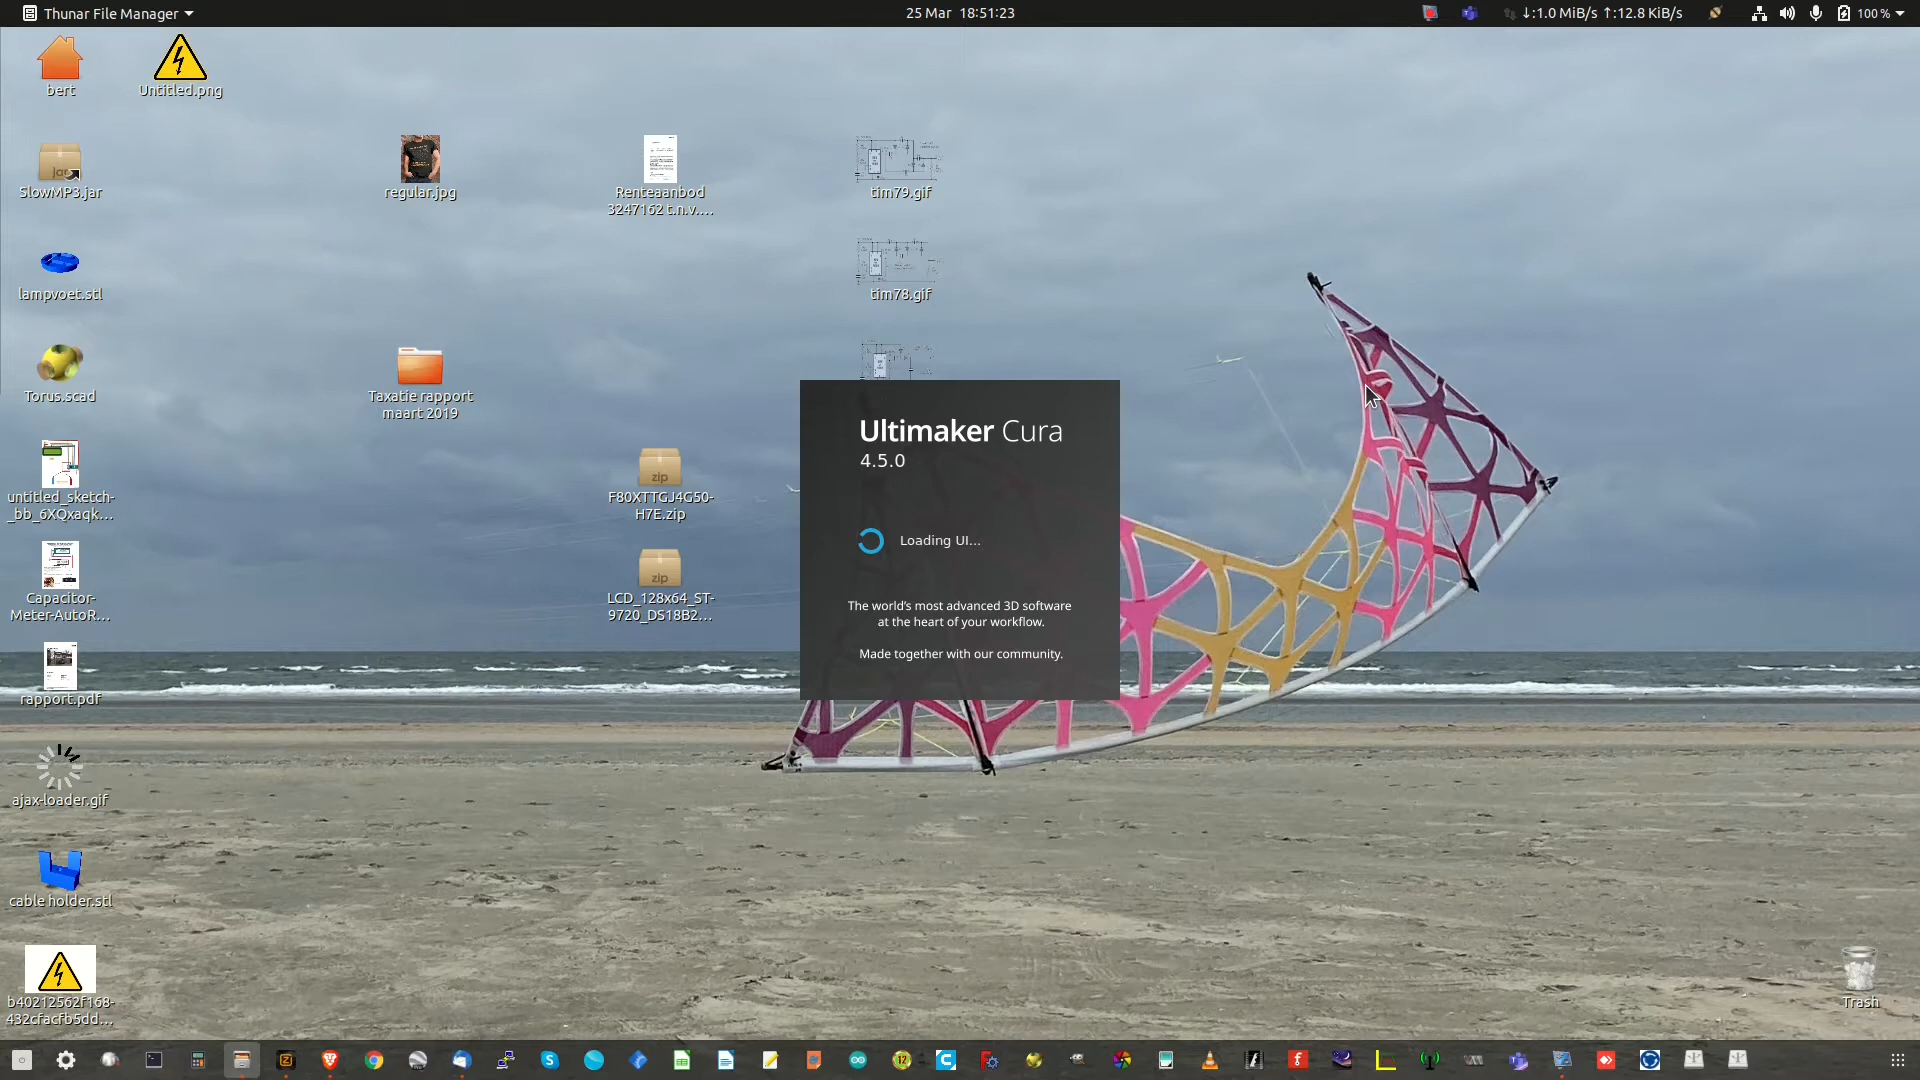 Thunar File Manager
25 Mar 18:51:23
↓:1.0 MiB/s ↑:12.8 KiB/s
100 %
bert
Untitled.png
SlowMP3.jar
regular.jpg
Renteaanbod
3247162 t.n.v....
tim79.gif
lampvoet.stl
tim78.gif
Torus.scad
Taxatie rapport
maart 2019
Ultimaker Cura
4.5.0
Loading UI...
The world's most advanced 3D software
at the heart of your workflow.
Made together with our community.
untitled_sketch-
_bb_6XQxaqk...
zip
F80XTTGJ4G50-
H7E.zip
Capacitor-
Meter-AutoR...
zip
LCD_128x64_ST-
9720_DS18B2...
rapport.pdf
ajax-loader.gif
cable holder.stl
b40212562f168-
432cfacfb5dd...
Trash